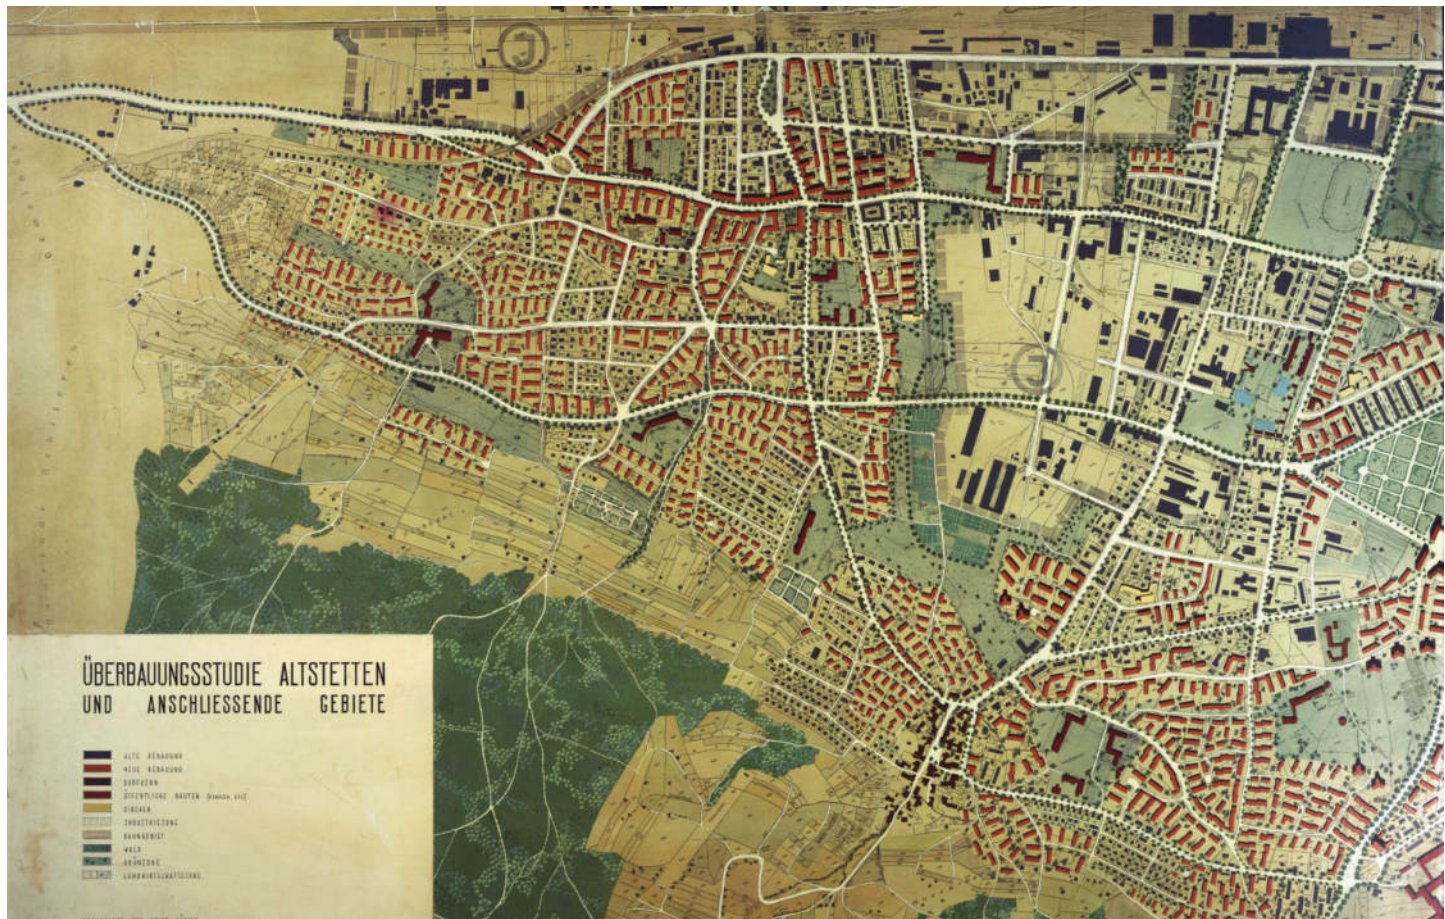 J
J
ÜBERBAUUNGSSTUDIE ALTSTETTEN
UND ANSCHLIESSENDE GEBIETE
ALTE BEBAUUNG
NEUE BEBAUUNG
DORFKERN
ÖFFENTLICHE BAUTEN
KIRCHEN
INDUSTRIEZONE
BAHNGEBIET
WALD
GRÜNZONE
LANDWIRTSCHAFTSZONE